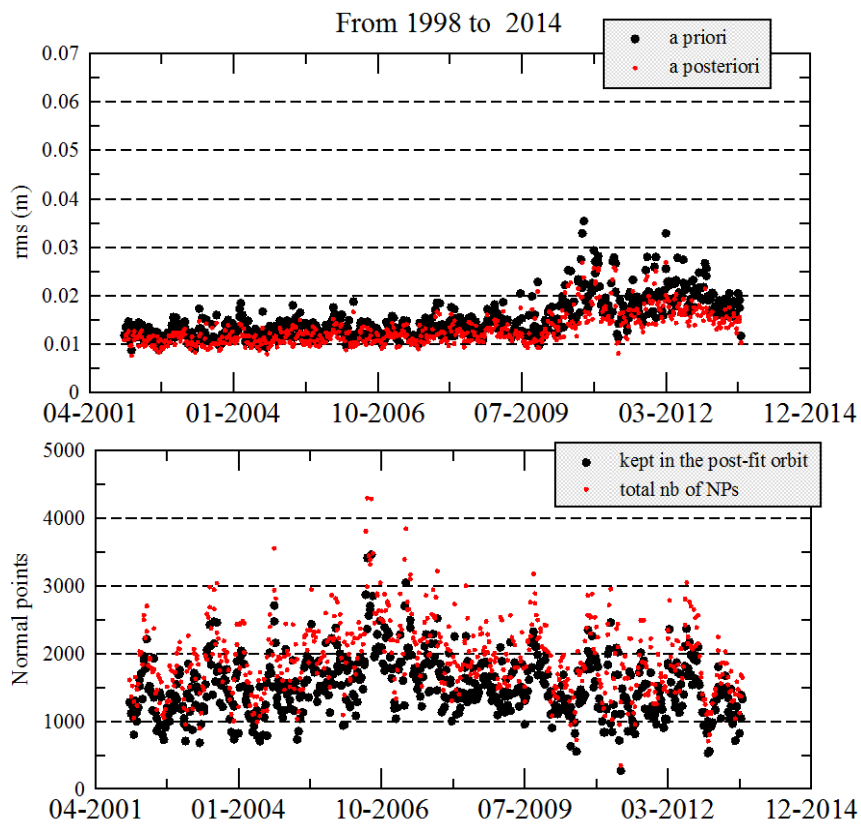 From 1998 to 2014
a priori
a posteriori
0.07
0.06
0.05
0.04
0.03
0.02
0.01
0
rms (m)
04-2001 01-2004 10-2006 07-2009 03-2012 12-2014
kept in the post-fit orbit
total nb of NPs
5000
4000
3000
2000
1000
0
Normal points
04-2001 01-2004 10-2006 07-2009 03-2012 12-2014